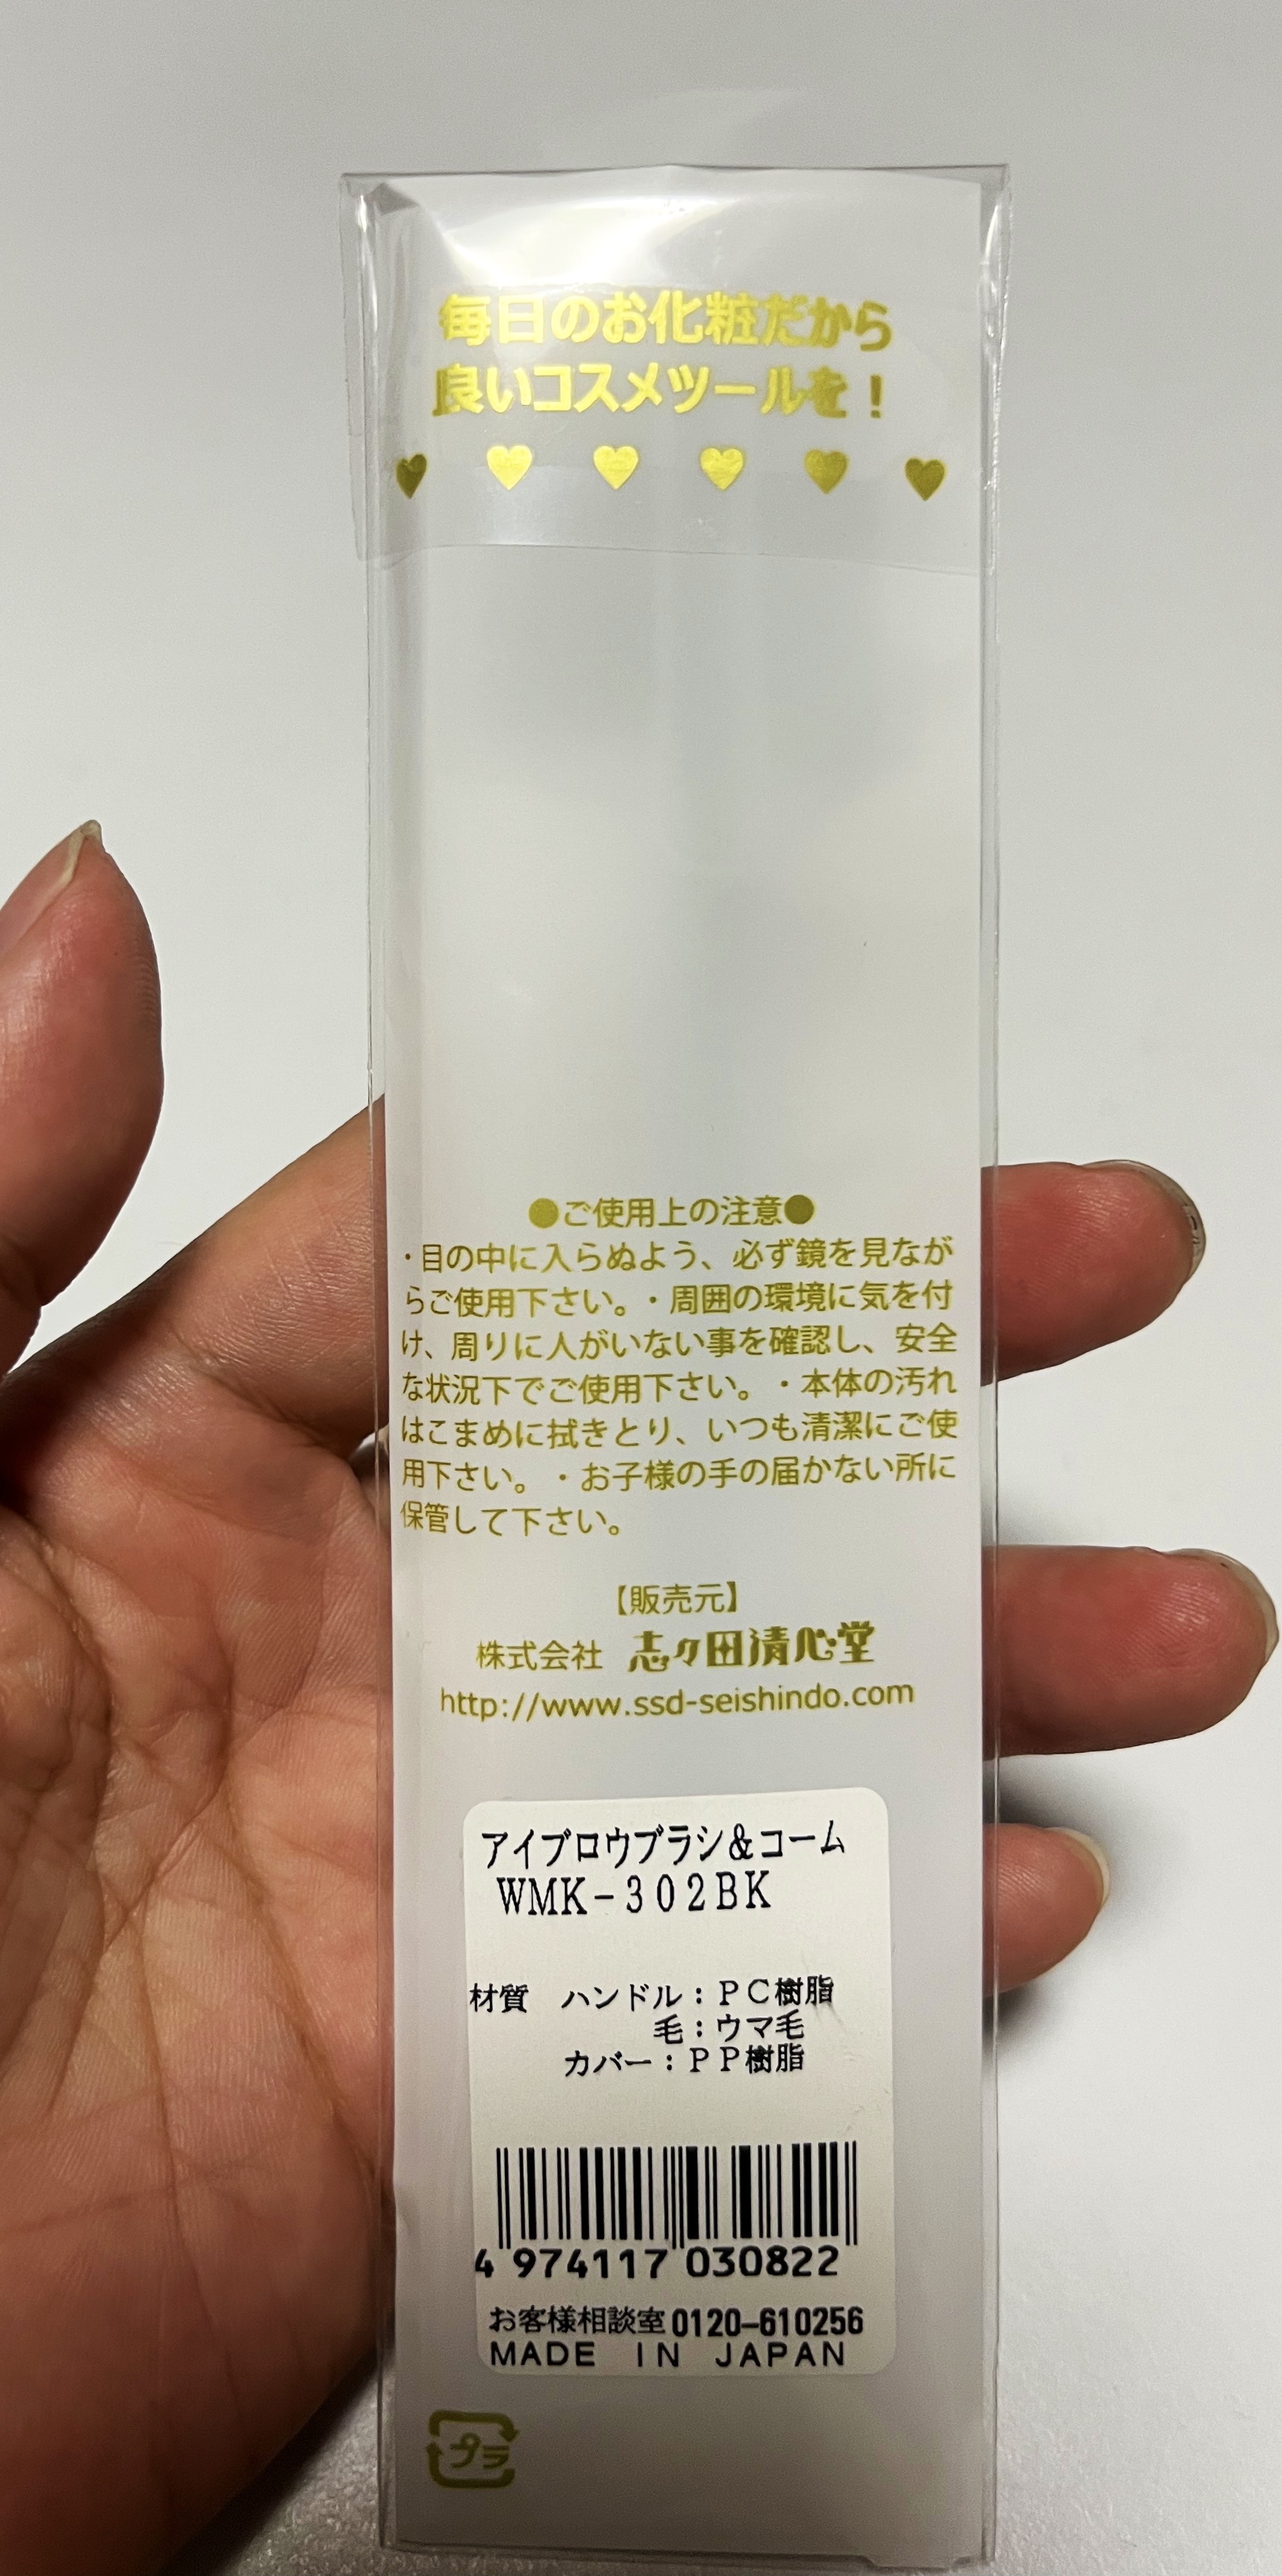 毎日のお化粧だから
良いコスメツールを！
●ご使用上の注意●
・目の中に入らぬよう、必ず鏡を見なが
らご使用下さい。・周囲の環境に気を付
け、周りに人がいない事を確認し、安全
な状況下でご使用下さい。・本体の汚れ
はこまめに拭きとり、いつも清潔にご使
用下さい。・お子様の手の届かない所に
保管して下さい。
【販売元】
株式会社 志々田清心堂
http://www.ssd-seishindo.com
アイブロウブラシ＆コーム
WMK－302BK
材質 ハンドル：ＰＣ樹脂
毛：ウマ毛
カバー：ＰＰ樹脂
4 974117 030822
お客様相談室 0120–610256
MADE IN JAPAN
プラ